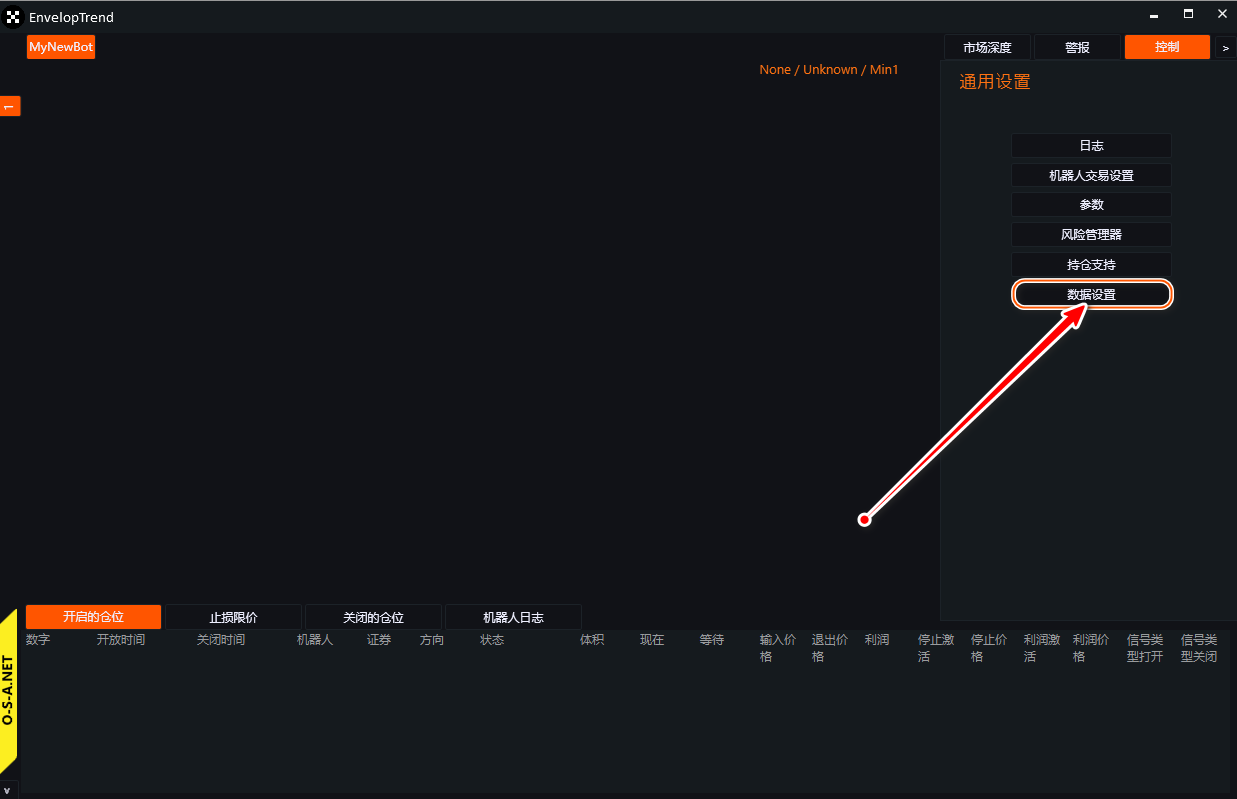 EnvelopTrend
MyNewBot
市场深度
警报
控制
>
None / Unknown / Min1
通用设置
日志
机器人交易设置
参数
风险管理器
持仓支持
数据设置
开启的仓位
止损限价
关闭的仓位
机器人日志
数字
开放时间
关闭时间
机器人
证券
方向
状态
体积
现在
等待
输入价
格
退出价
格
利润
停止激
活
停止价
格
利润激
活
利润价
格
信号类
型打开
信号类
型关闭
O-S-A.NET
v